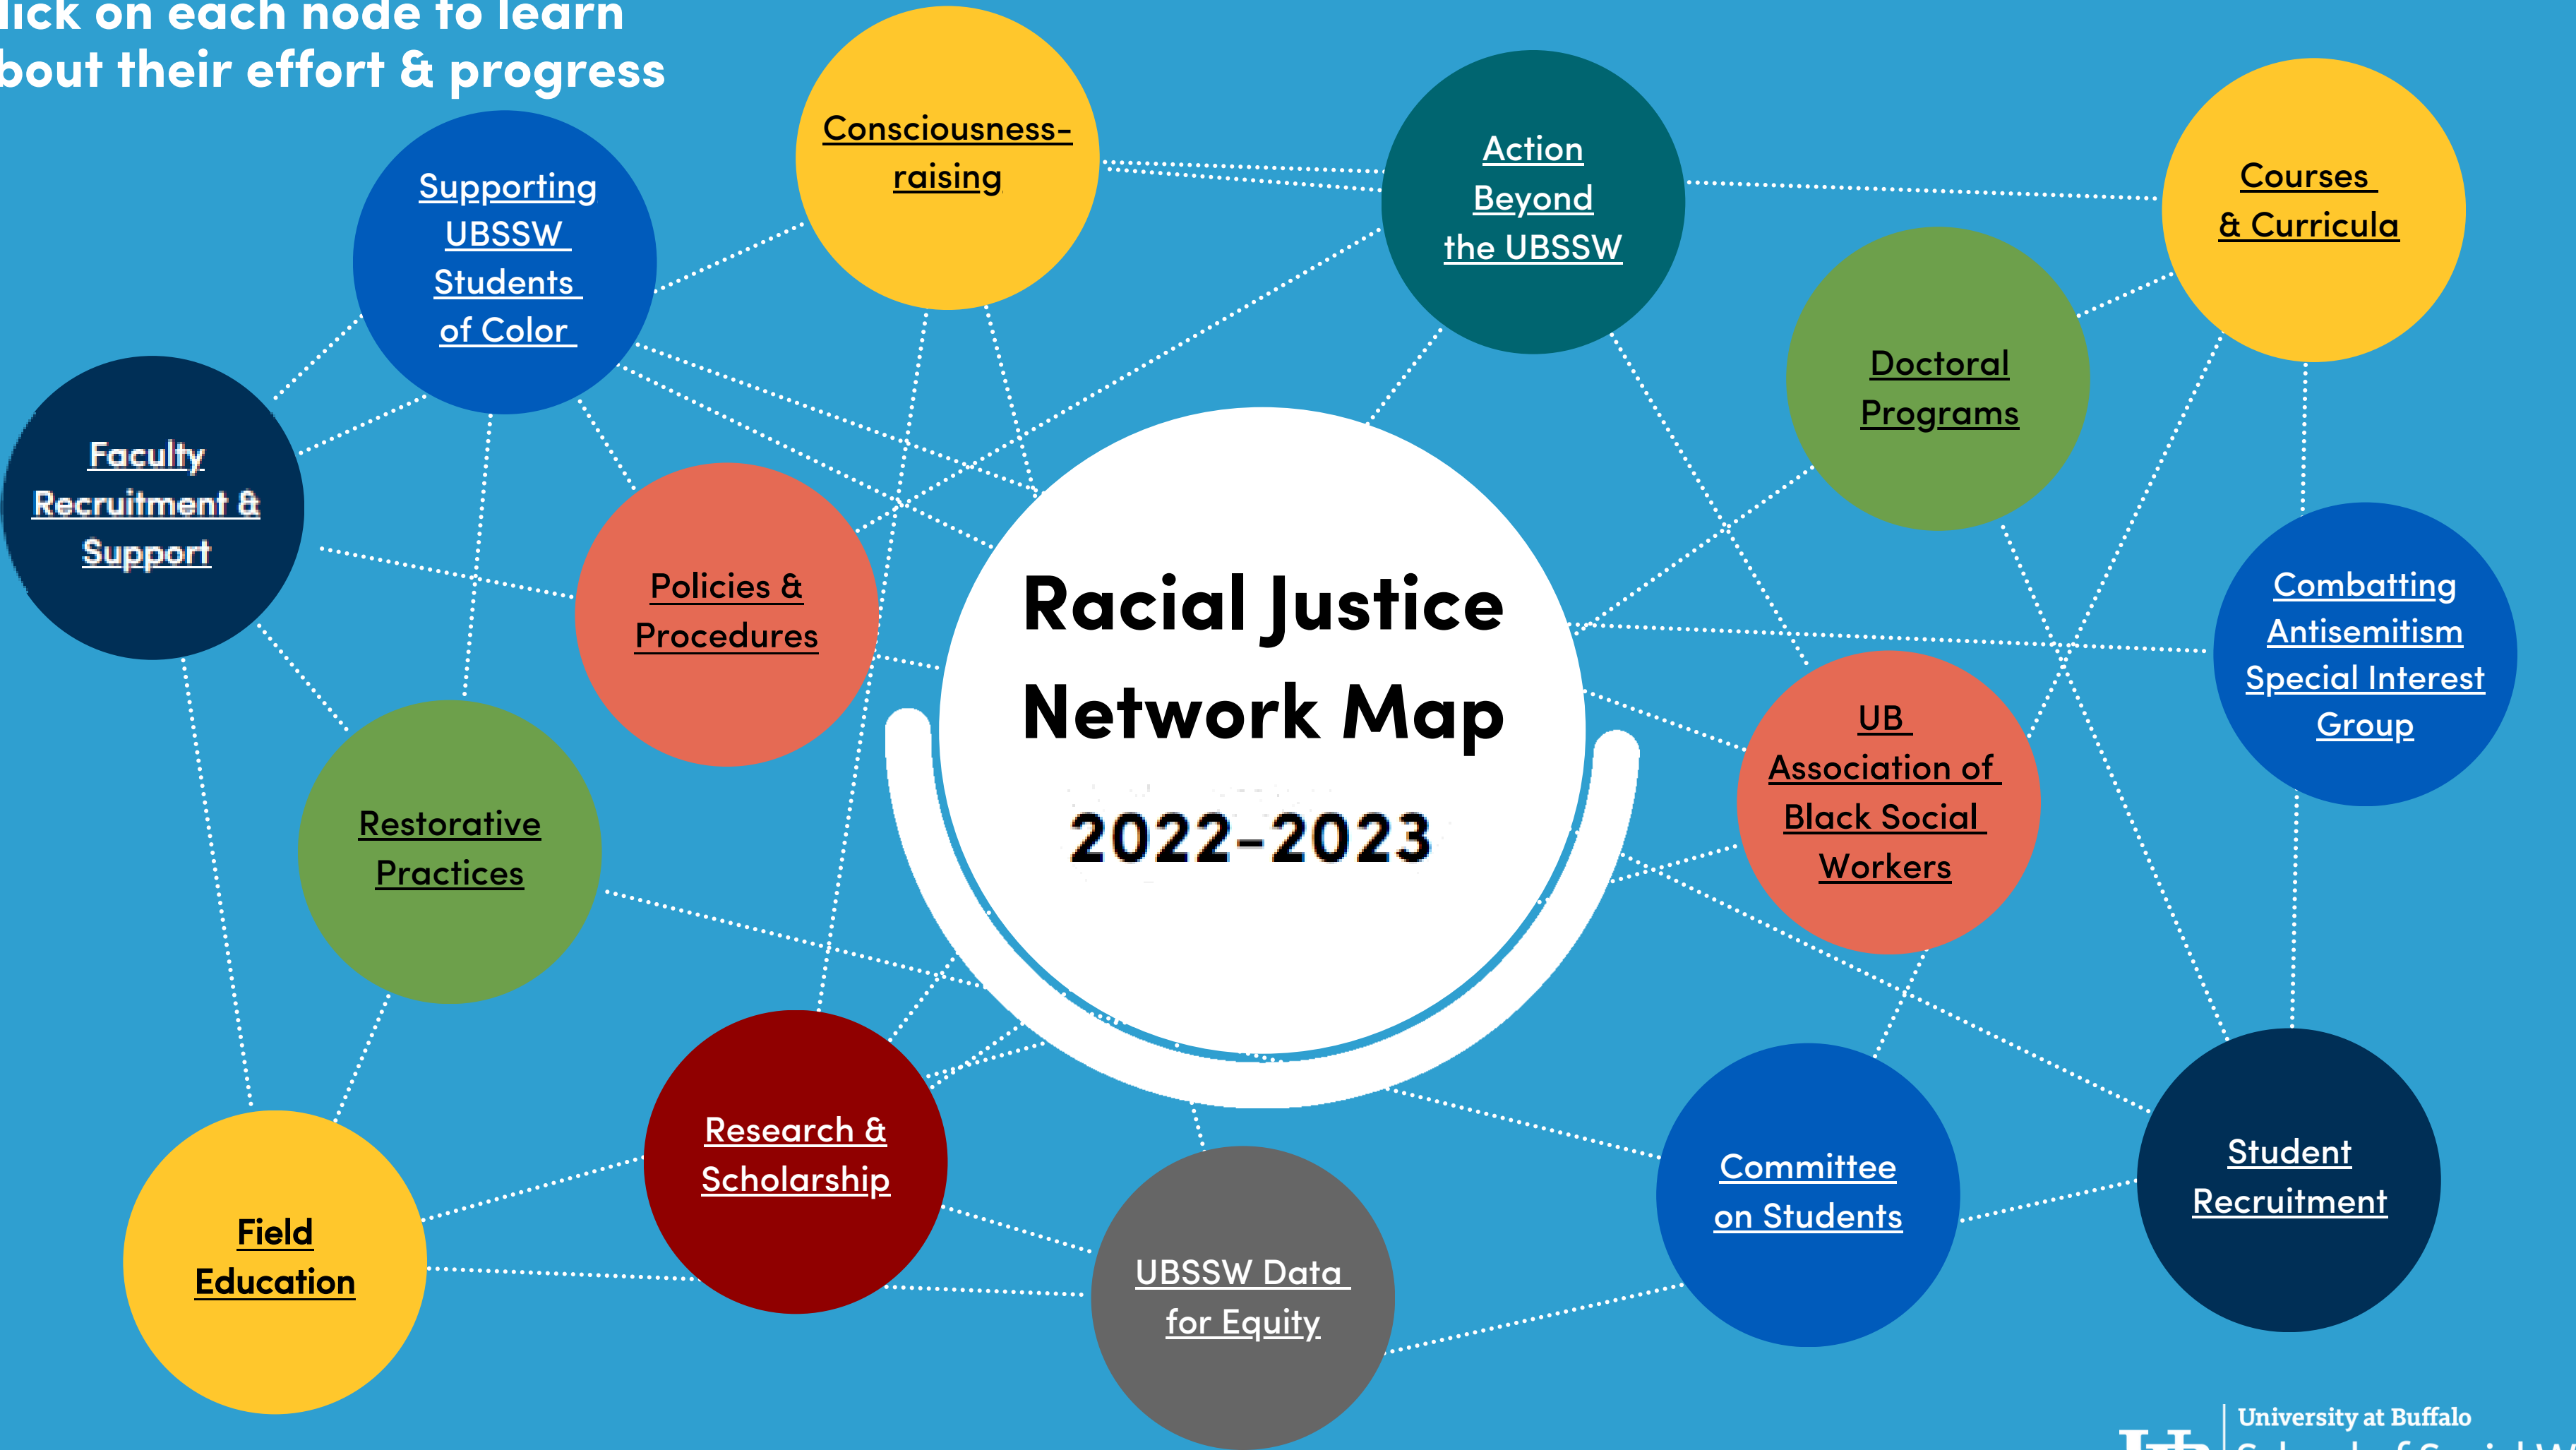 lick on each node to learn
bout their effort & progress
Consciousness-
raising
Action
Beyond
the UBSSW
Courses
& Curricula
Supporting
UBSSW
Students
of Color
Doctoral
Programs
Faculty
Recruitment &
Support
Policies &
Procedures
Racial Justice
Network Map
2022-2023
Combatting
Antisemitism
Special Interest
Group
UB
Association of
Black Social
Workers
Restorative
Practices
Research &
Scholarship
Committee
on Students
Student
Recruitment
Field
Education
UBSSW Data
for Equity
University at Buffalo
School of Social W